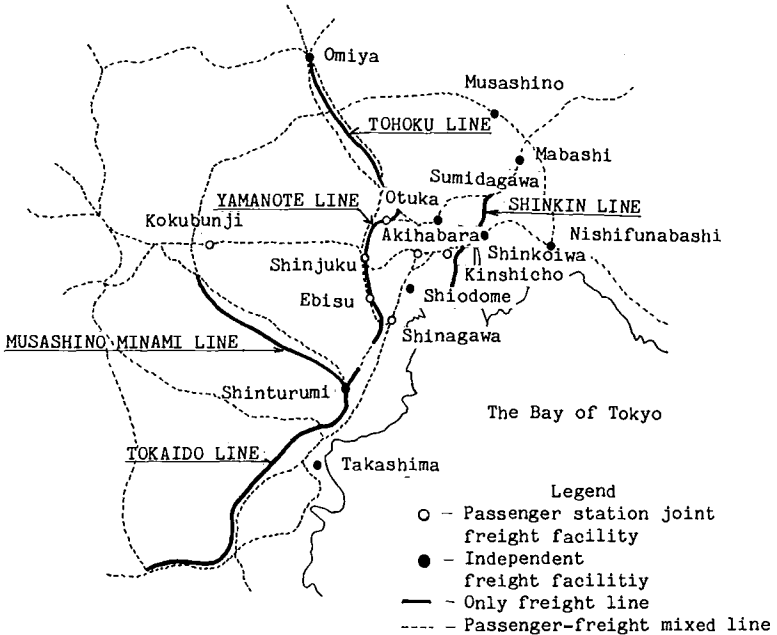 Omiya
Musashino
TOHOKU LINE
Mabashi
Sumidagawa
YAMANOTE LINE
Otuka
SHINKIN LINE
Kokubunji
Akihabara
Nishifunabashi
Shinkoiwa
Shinjuku
Kinshicho
Ebisu
Shiodome
Shinagawa
MUSASHINO MINAMI LINE
Shinturumi
The Bay of Tokyo
TOKAIDO LINE
Takashima
Legend
– Passenger station joint
freight facility
– Independent
freight facilitiy
– Only freight line
– Passenger-freight mixed line